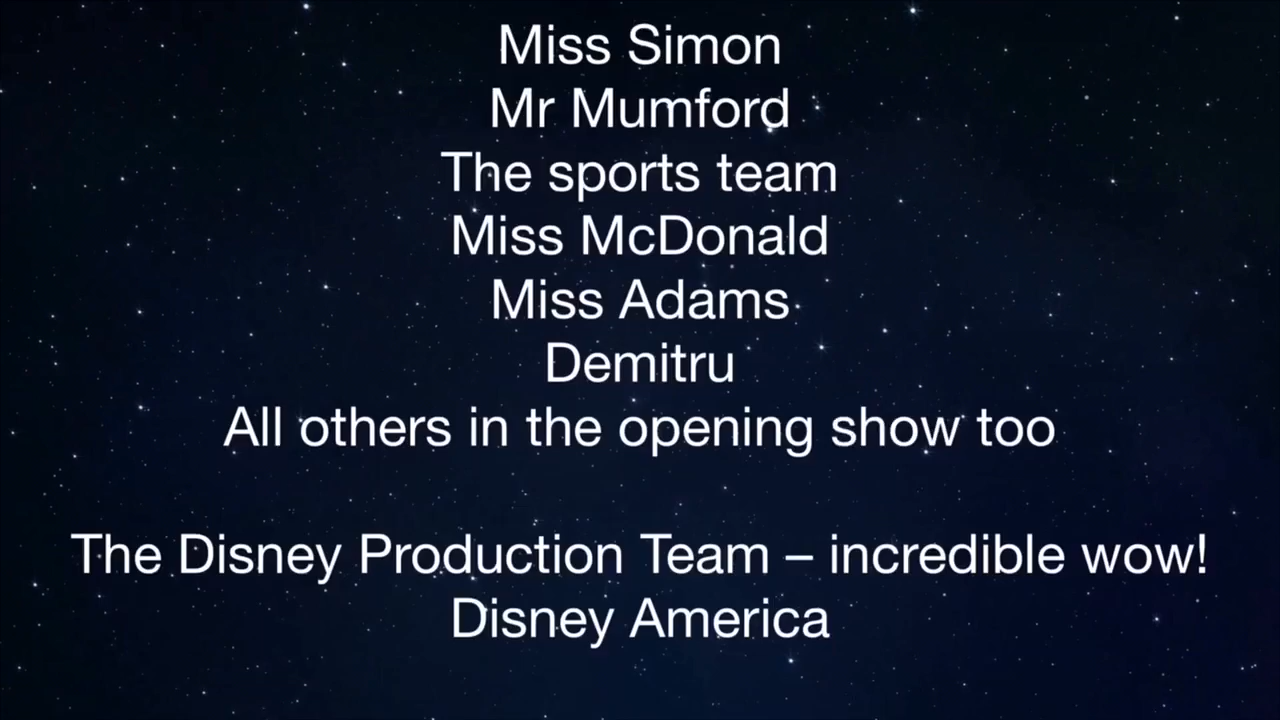 Miss Simon
Mr Mumford
The sports team
Miss McDonald
Miss Adams
Demitru
All others in the opening show too
The Disney Production Team – incredible wow!
Disney America